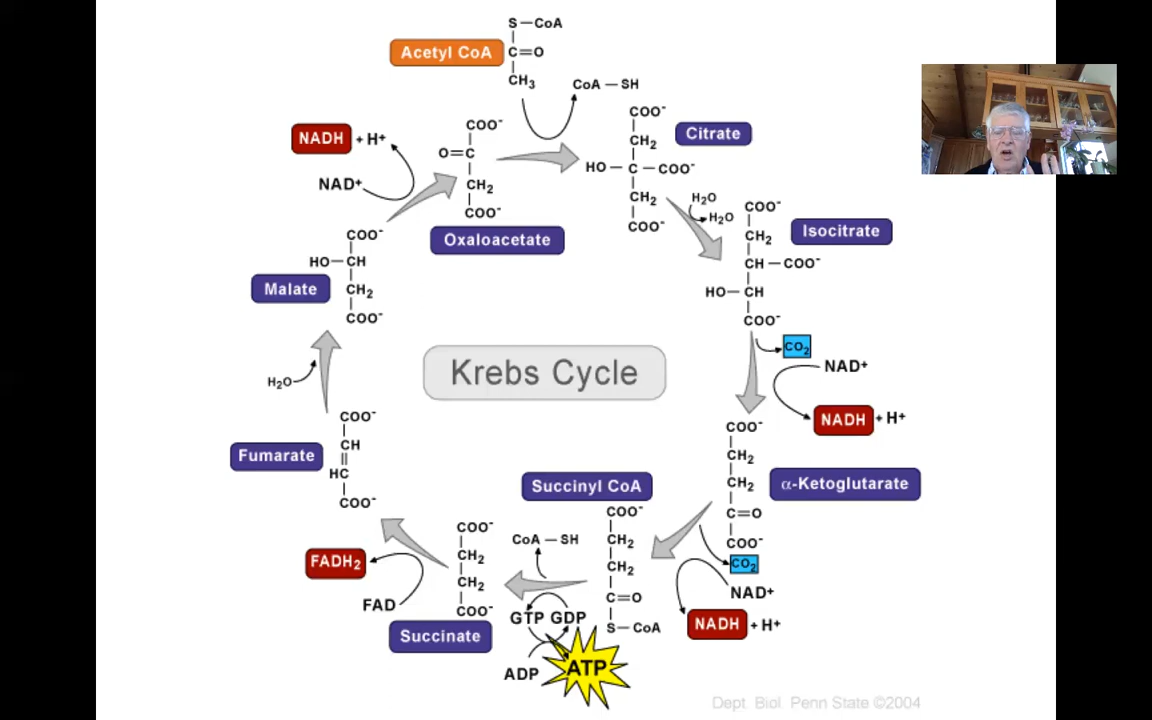 S – CoA
Acetyl CoA
C=O
CH3
CoA – SH
NADH + H+
NAD+
COO-
O=C
CH2
COO-
Oxaloacetate
COO-
CH2
HO – C – COO-
CH2
COO-
Citrate
H2O
H2O
COO-
CH2
CH – COO-
HO – CH
COO-
Isocitrate
COO-
HO – CH
CH2
COO-
Malate
Krebs Cycle
CO2
NAD+
NADH + H+
H2O
COO-
CH
HC
COO-
Fumarate
COO-
CH2
CH2
C=O
COO-
α-Ketoglutarate
CO2
NAD+
NADH + H+
Succinyl CoA
COO-
CH2
CH2
C=O
S – CoA
CoA – SH
GTP GDP
ADP
ATP
COO-
CH2
CH2
COO-
Succinate
FADH2
FAD
Dept. Biol. Penn State ©2004